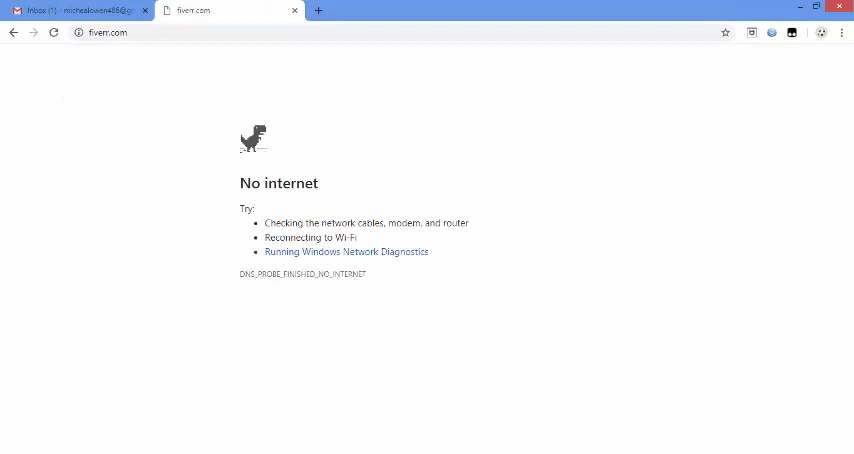 Inbox (1) - michealowen486@g
fiverr.com
fiverr.com
No internet
Try:
• Checking the network cables, modem, and router
• Reconnecting to Wi-Fi
• Running Windows Network Diagnostics
DNS_PROBE_FINISHED_NO_INTERNET